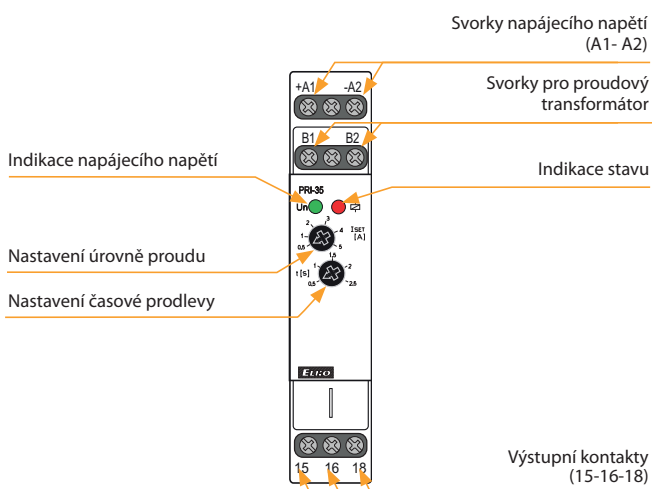 Svorky napájecího napětí
(A1- A2)
+A1 -A2
Svorky pro proudový
transformátor
B1 B2
Indikace napájecího napětí
Indikace stavu
PRI-35
Un
0,5 1 2 3 4 5
ISET
[A]
Nastavení úrovně proudu
t [s]
0,5 1 1,5 2 2,5
Nastavení časové prodlevy
ELKO
15 16 18
Výstupní kontakty
(15-16-18)